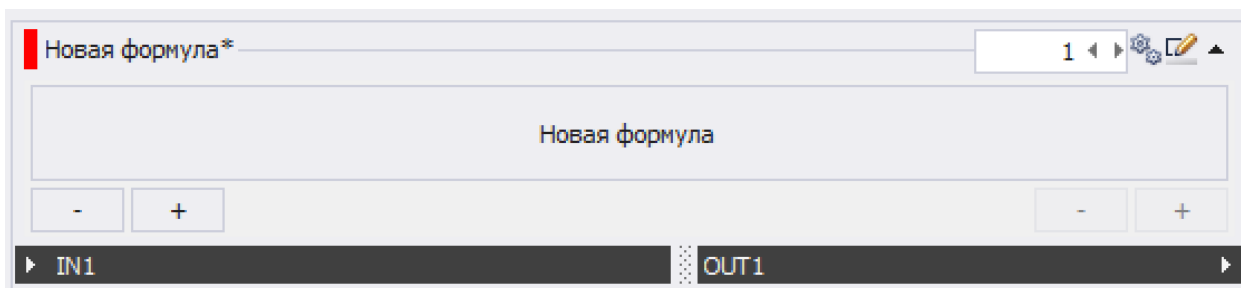 Новая формула* 1
Новая формула
- + - +
IN1 OUT1